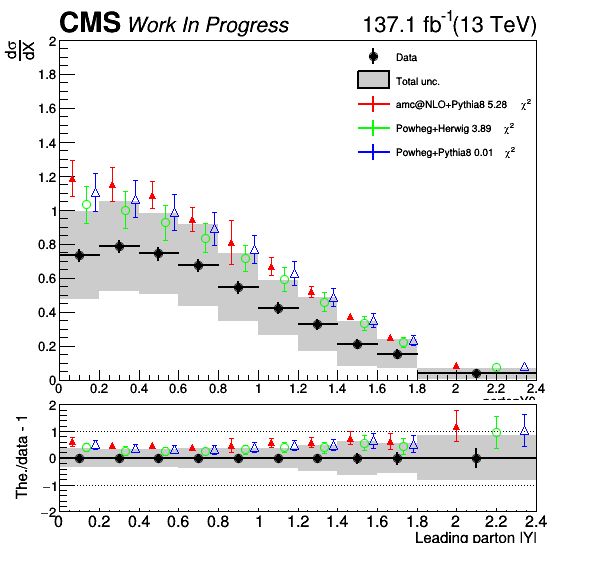 CMS Work In Progress 137.1 fb-1(13 TeV)
dσ
dX
Data
Total unc.
amc@NLO+Pythia8 5.28 χ2
Powheg+Herwig 3.89 χ2
Powheg+Pythia8 0.01 χ2
2
1.8
1.6
1.4
1.2
1
0.8
0.6
0.4
0.2
0
0 0.2 0.4 0.6 0.8 1 1.2 1.4 1.6 1.8 2 2.2 2.4
The./data - 1
2
1
0
−1
−2
0 0.2 0.4 0.6 0.8 1 1.2 1.4 1.6 1.8 2 2.2 2.4
Leading parton |Y|